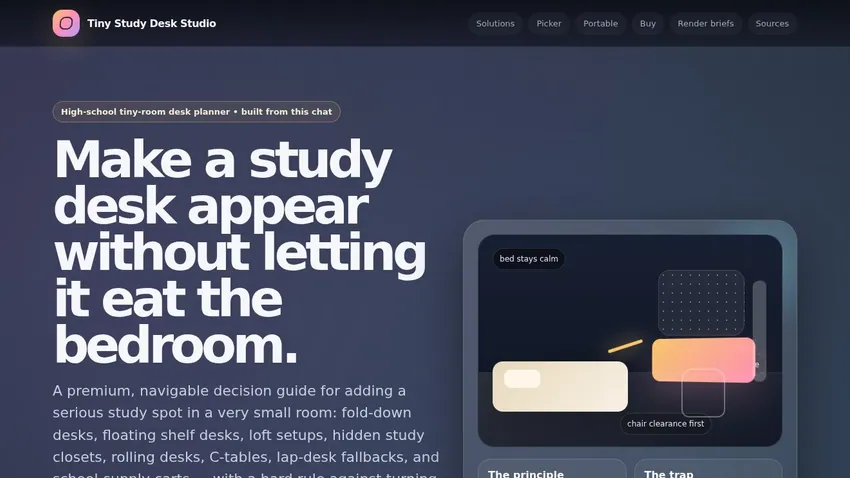 Tiny Study Desk Studio
Solutions
Picker
Portable
Buy
Render briefs
Sources
High-school tiny-room desk planner • built from this chat
Make a study
desk appear
without letting
it eat the
bedroom.
A premium, navigable decision guide for adding a
serious study spot in a very small room: fold-down
desks, floating shelf desks, loft setups, hidden study
closets, rolling desks, C-tables, lap-desk fallbacks, and
bed stays calm
chair clearance first
The principle
The trap